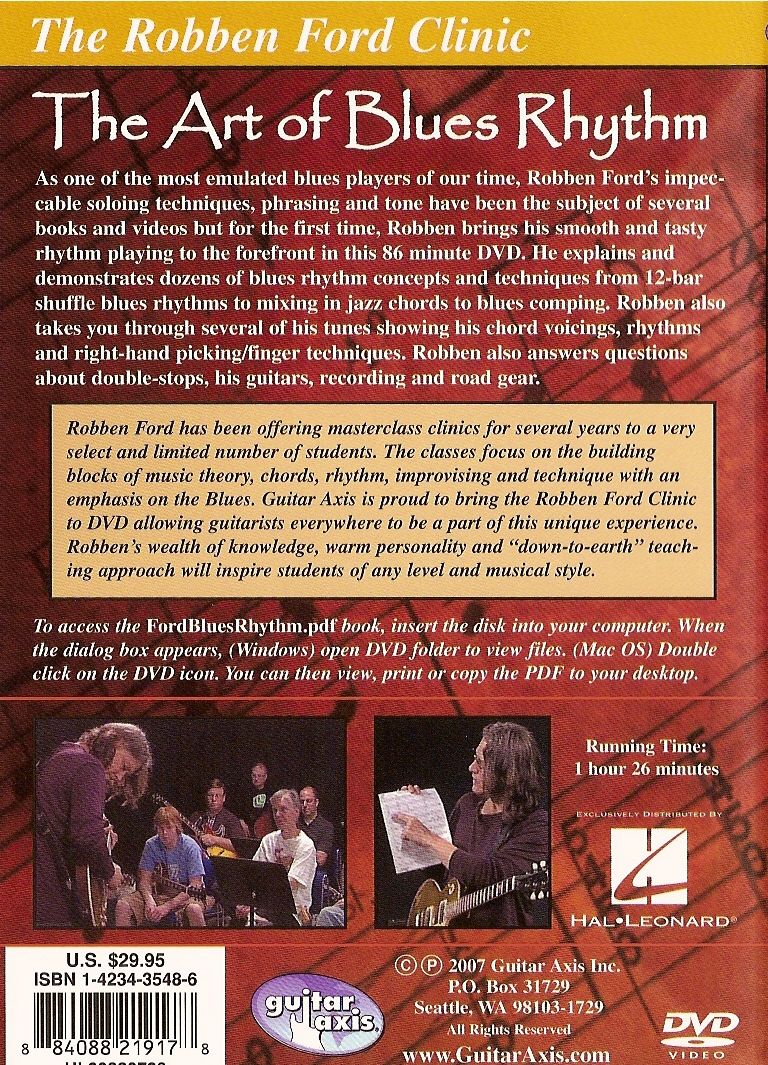 The Robben Ford Clinic
The Art of Blues Rhythm
As one of the most emulated blues players of our time, Robben Ford's impec-
cable soloing techniques, phrasing and tone have been the subject of several
books and videos but for the first time, Robben brings his smooth and tasty
rhythm playing to the forefront in this 86 minute DVD. He explains and
demonstrates dozens of blues rhythm concepts and techniques from 12-bar
shuffle blues rhythms to mixing in jazz chords to blues comping. Robben also
takes you through several of his tunes showing his chord voicings, rhythms
and right-hand picking/finger techniques. Robben also answers questions
about double-stops, his guitars, recording and road gear.
Robben Ford has been offering masterclass clinics for several years to a very
select and limited number of students. The classes focus on the building
blocks of music theory, chords, rhythm, improvising and technique with an
emphasis on the Blues. Guitar Axis is proud to bring the Robben Ford Clinic
to DVD allowing guitarists everywhere to be a part of this unique experience.
Robben's wealth of knowledge, warm personality and “down-to-earth” teach-
ing approach will inspire students of any level and musical style.
To access the FordBluesRhythm.pdf book, insert the disk into your computer. When
the dialog box appears, (Windows) open DVD folder to view files. (Mac OS) Double
click on the DVD icon. You can then view, print or copy the PDF to your desktop.
Running Time:
1 hour 26 minutes
EXCLUSIVELY DISTRIBUTED BY
HAL•LEONARD®
U.S. $29.95
ISBN 1-4234-3548-6
8 84088 21917 8
guitar
axis
© ℗ 2007 Guitar Axis Inc.
P.O. Box 31729
Seattle, WA 98103-1729
All Rights Reserved
www.GuitarAxis.com
DVD
VIDEO